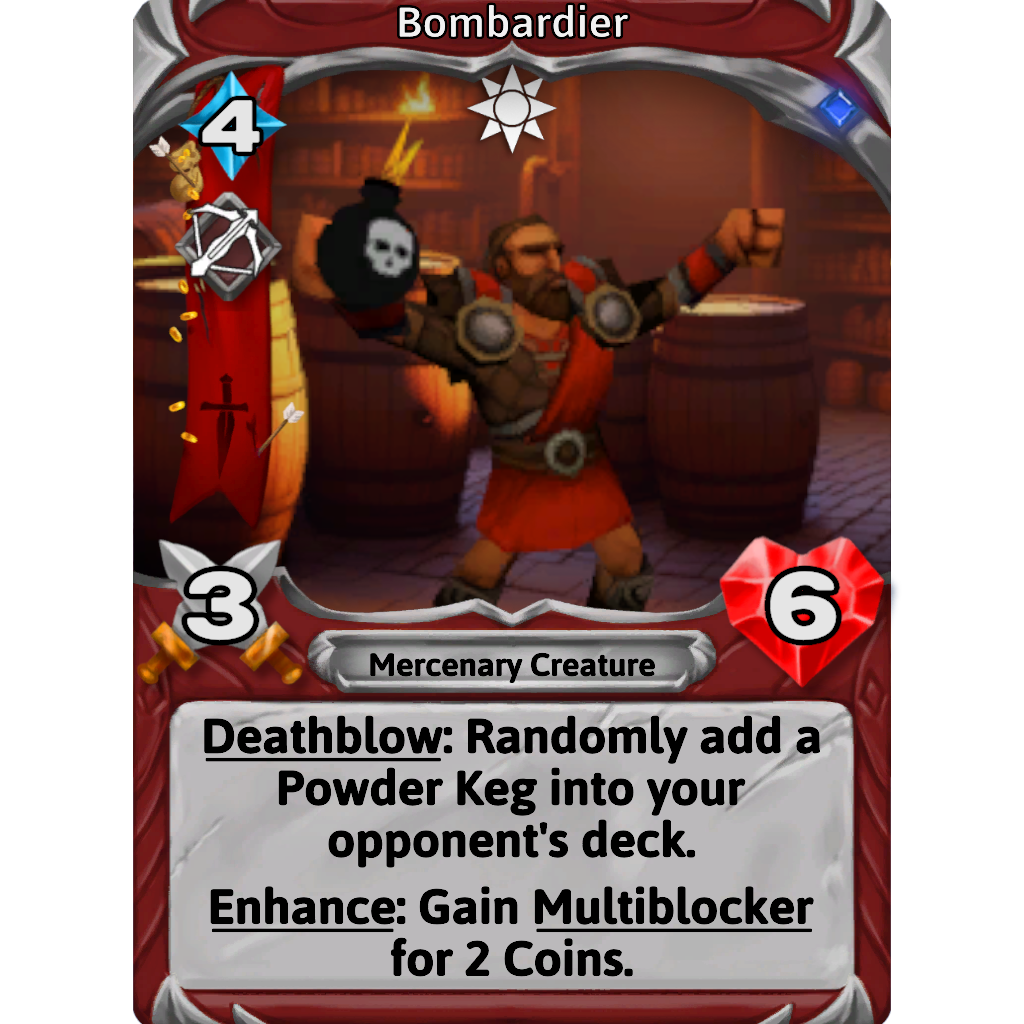 Bombardier
4
3
6
Mercenary Creature
Deathblow: Randomly add a
Powder Keg into your
opponent's deck.
Enhance: Gain Multiblocker
for 2 Coins.